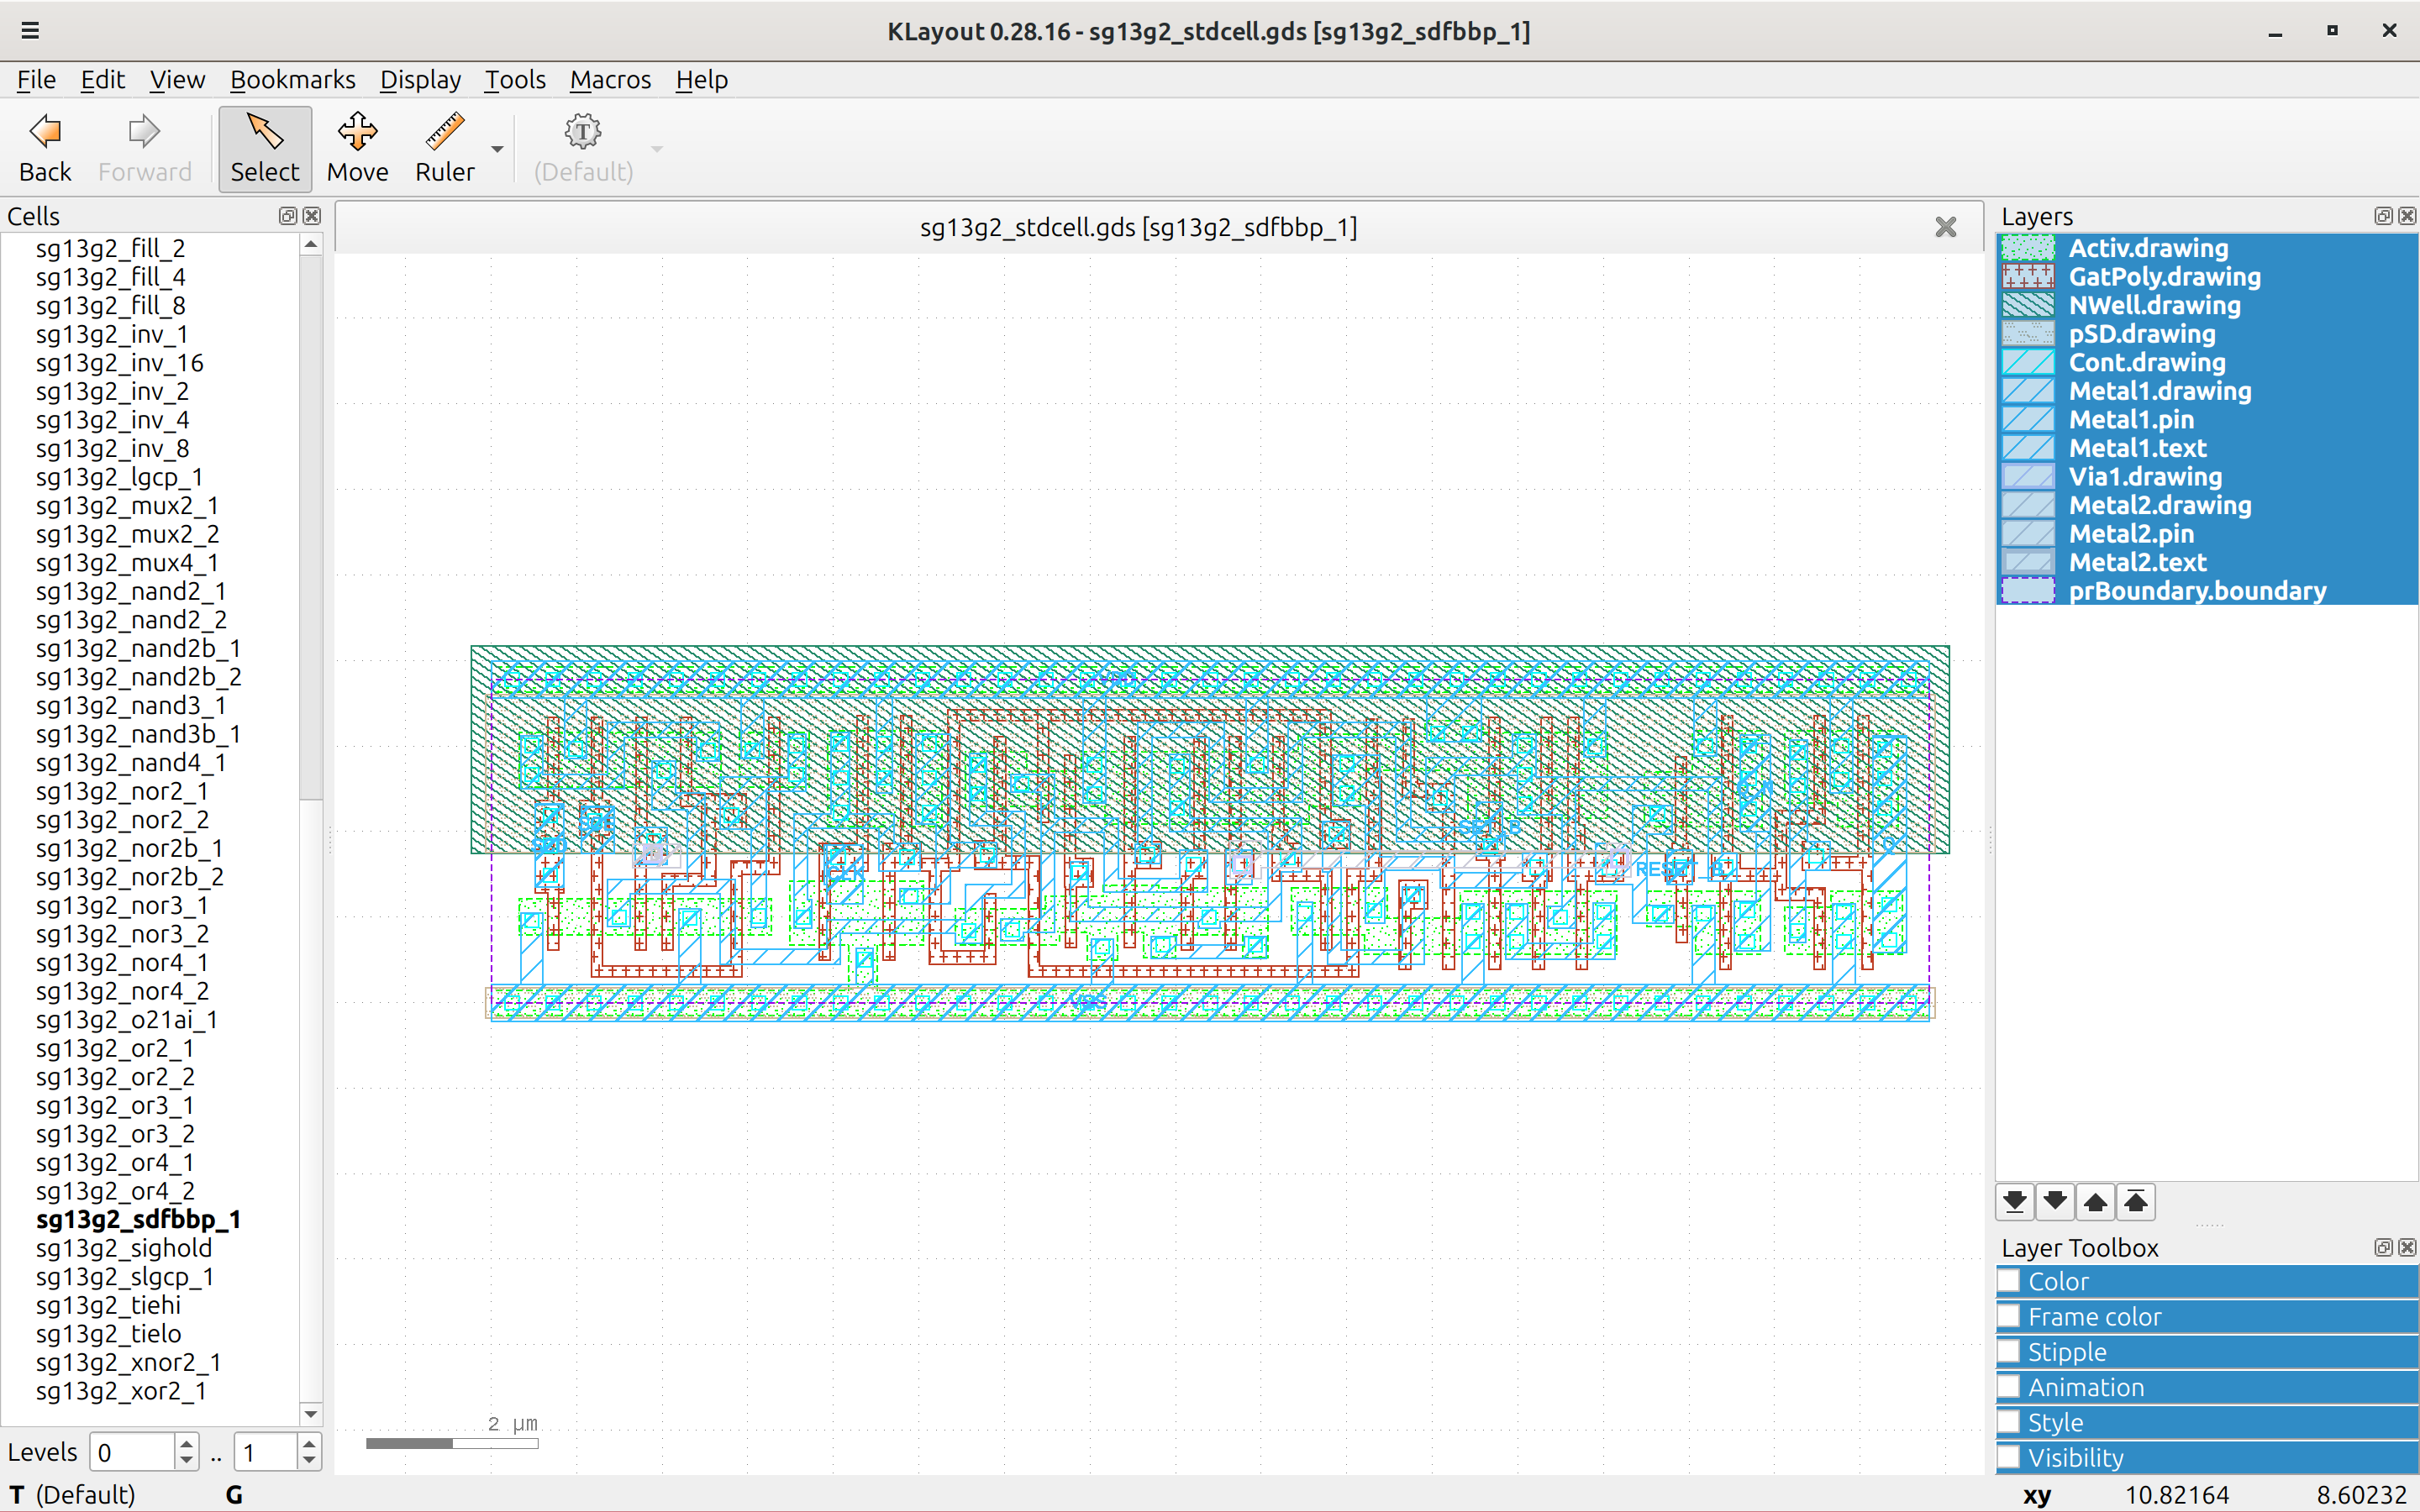 KLayout 0.28.16 - sg13g2_stdcell.gds [sg13g2_sdfbbp_1]
File Edit View Bookmarks Display Tools Macros Help
Back Forward Select Move Ruler (Default)
Cells
sg13g2_fill_2
sg13g2_fill_4
sg13g2_fill_8
sg13g2_inv_1
sg13g2_inv_16
sg13g2_inv_2
sg13g2_inv_4
sg13g2_inv_8
sg13g2_lgcp_1
sg13g2_mux2_1
sg13g2_mux2_2
sg13g2_mux4_1
sg13g2_nand2_1
sg13g2_nand2_2
sg13g2_nand2b_1
sg13g2_nand2b_2
sg13g2_nand3_1
sg13g2_nand3b_1
sg13g2_nand4_1
sg13g2_nor2_1
sg13g2_nor2_2
sg13g2_nor2b_1
sg13g2_nor2b_2
sg13g2_nor3_1
sg13g2_nor3_2
sg13g2_nor4_1
sg13g2_nor4_2
sg13g2_o21ai_1
sg13g2_or2_1
sg13g2_or2_2
sg13g2_or3_1
sg13g2_or3_2
sg13g2_or4_1
sg13g2_or4_2
sg13g2_sdfbbp_1
sg13g2_sighold
sg13g2_slgcp_1
sg13g2_tiehi
sg13g2_tielo
sg13g2_xnor2_1
sg13g2_xor2_1
Levels 0 .. 1
sg13g2_stdcell.gds [sg13g2_sdfbbp_1]
VDD
VSS
2 µm
Layers
Activ.drawing
GatPoly.drawing
NWell.drawing
pSD.drawing
Cont.drawing
Metal1.drawing
Metal1.pin
Metal1.text
Via1.drawing
Metal2.drawing
Metal2.pin
Metal2.text
prBoundary.boundary
Layer Toolbox
Color
Frame color
Stipple
Animation
Style
Visibility
T (Default) G xy 10.82164 8.60232